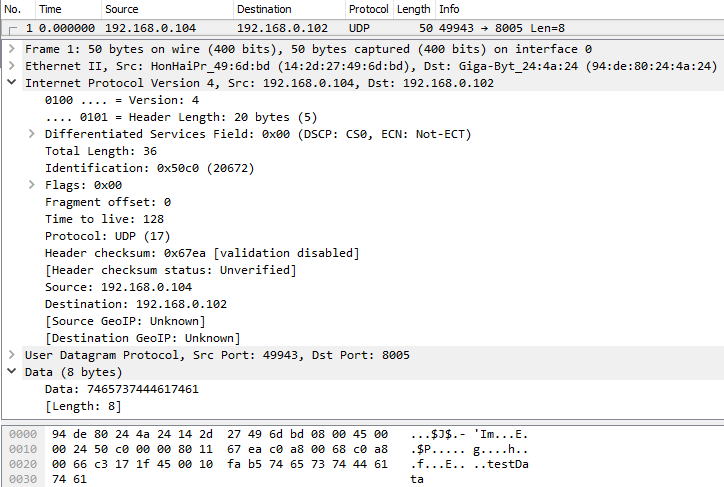 No. Time Source Destination Protocol Length Info
1 0.000000 192.168.0.104 192.168.0.102 UDP 50 49943 → 8005 Len=8
Frame 1: 50 bytes on wire (400 bits), 50 bytes captured (400 bits) on interface 0
Ethernet II, Src: HonHaiPr_49:6d:bd (14:2d:27:49:6d:bd), Dst: Giga-Byt_24:4a:24 (94:de:80:24:4a:24)
Internet Protocol Version 4, Src: 192.168.0.104, Dst: 192.168.0.102
0100 .... = Version: 4
.... 0101 = Header Length: 20 bytes (5)
Differentiated Services Field: 0x00 (DSCP: CS0, ECN: Not-ECT)
Total Length: 36
Identification: 0x50c0 (20672)
Flags: 0x00
Fragment offset: 0
Time to live: 128
Protocol: UDP (17)
Header checksum: 0x67ea [validation disabled]
[Header checksum status: Unverified]
Source: 192.168.0.104
Destination: 192.168.0.102
[Source GeoIP: Unknown]
[Destination GeoIP: Unknown]
User Datagram Protocol, Src Port: 49943, Dst Port: 8005
Data (8 bytes)
Data: 7465737444617461
[Length: 8]
0000 94 de 80 24 4a 24 14 2d 27 49 6d bd 08 00 45 00 ...$J$.- 'Im...E.
0010 00 24 50 c0 00 00 80 11 67 ea c0 a8 00 68 c0 a8 .$P..... g....h..
0020 00 66 c3 17 1f 45 00 10 fa b5 74 65 73 74 44 61 .f...E.. ..testDa
0030 74 61 ta